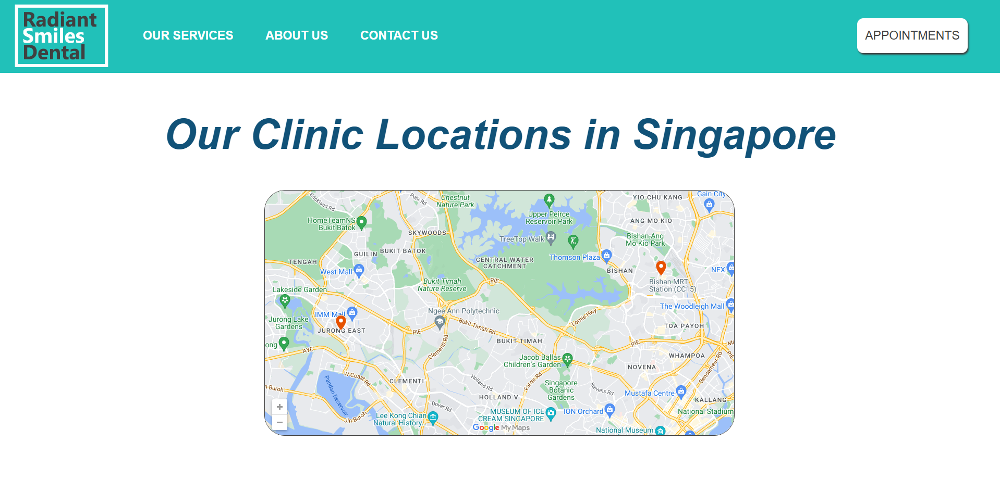 Radiant
Smiles
Dental
OUR SERVICES
ABOUT US
CONTACT US
APPOINTMENTS
Our Clinic Locations in Singapore
Brickland Rd
Petir Rd
Chestnut
Nature Park
YIO CHU KANG
Gain City
HomeTeamNS
Bukit Batok
Upper Peirce
Reservoir Park
ANG MO KIO
SKYWOODS
TreeTop Walk
Bishan-Ang
Mo Kio Park
GUILIN
BUKIT BATOK
TENGAH
CENTRAL WATER
CATCHMENT
Thomson Plaza
West Mall
BISHAN
NEX
Bukit Timah
Nature Reserve
PIE
Bishan MRT
Station (CC15)
Lakeside Garden
The Woodleigh Mall
Ngee Ann Polytechnic
IMM Mall
Lornie Hwy
Jurong Lake
Gardens
JURONG EAST
PIE
Bukit Timah Rd
TOA PAYOH
ong
AYE
Clementi Rd
BUKIT TIMAH
PIE
Ma
Jacob Ballas
Children's Garden
WHAMPOA
PIE
Bendemeer Rd
NOVENA
W Coast Rd
CLEMENTI
Holland Rd
Farrer Rd
Singapore
Botanic
Gardens
Stevens Rd
n Buroh
Pandan Reservoir
Mustafa Centre
HOLLAND V
KALLANG
Dover Rd
+
−
Jln Buroh
Lee Kong Chian
Natural History...
MUSEUM OF ICE
CREAM SINGAPORE
ION Orchard
National Stadium
Google My Maps
National Museum